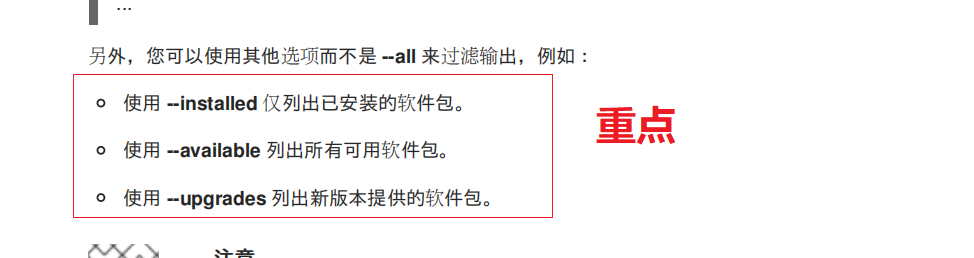 ...
另外，您可以使用其他选项而不是 --all 来过滤输出，例如：
使用 --installed 仅列出已安装的软件包。
重点
使用 --available 列出所有可用软件包。
使用 --upgrades 列出新版本提供的软件包。
注意